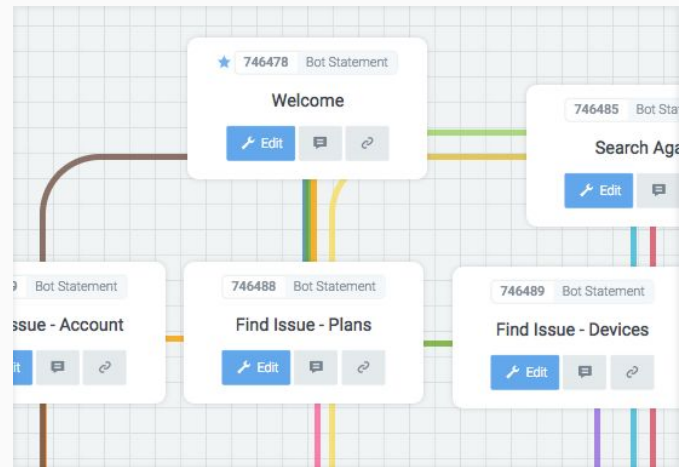 746478 Bot Statement
Welcome
Edit
746485 Bot Sta
Search Aga
Edit
9 Bot Statement
ssue - Account
it
746488 Bot Statement
Find Issue - Plans
Edit
746489 Bot Statement
Find Issue - Devices
Edit